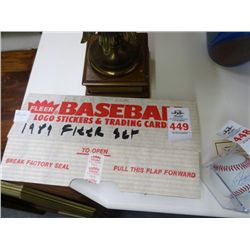 FLEER BASEBALL
LOGO STICKERS & TRADING CARD
449
1989 FLEER SET
TO OPEN
BREAK FACTORY SEAL
PULL THIS FLAP FORWARD
449